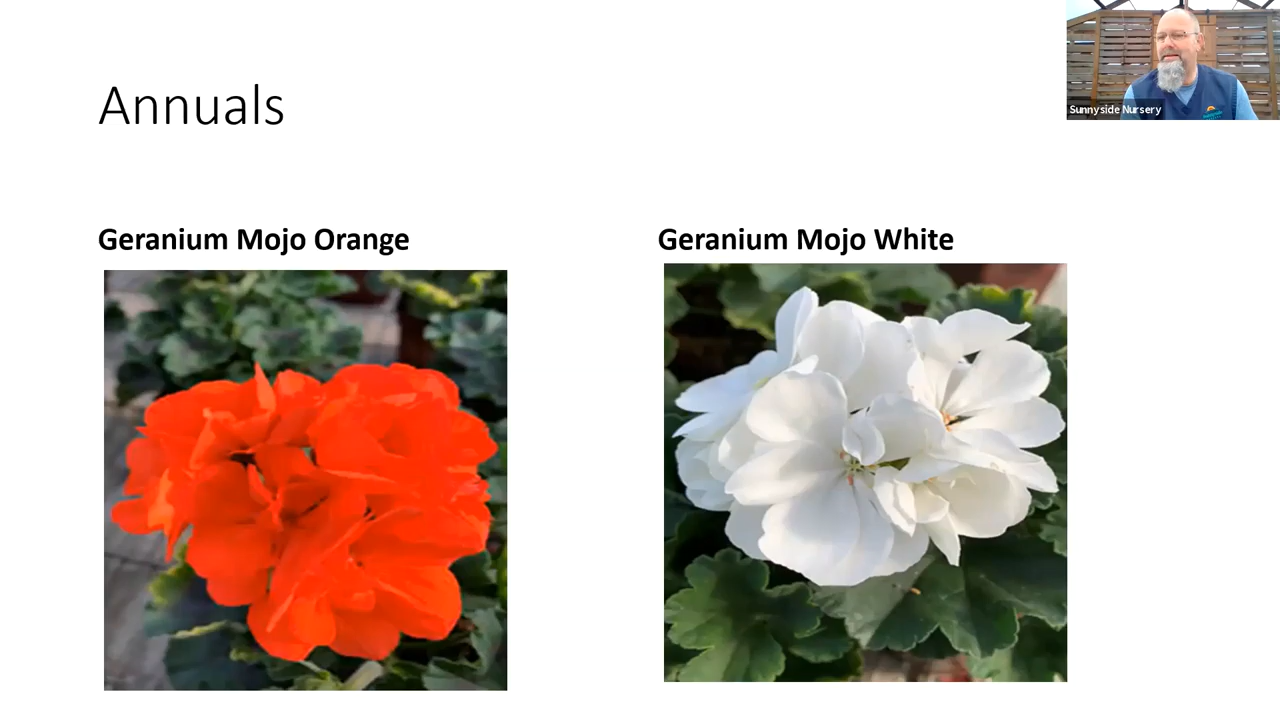 Annuals
Sunnyside Nursery
Geranium Mojo Orange
Geranium Mojo White